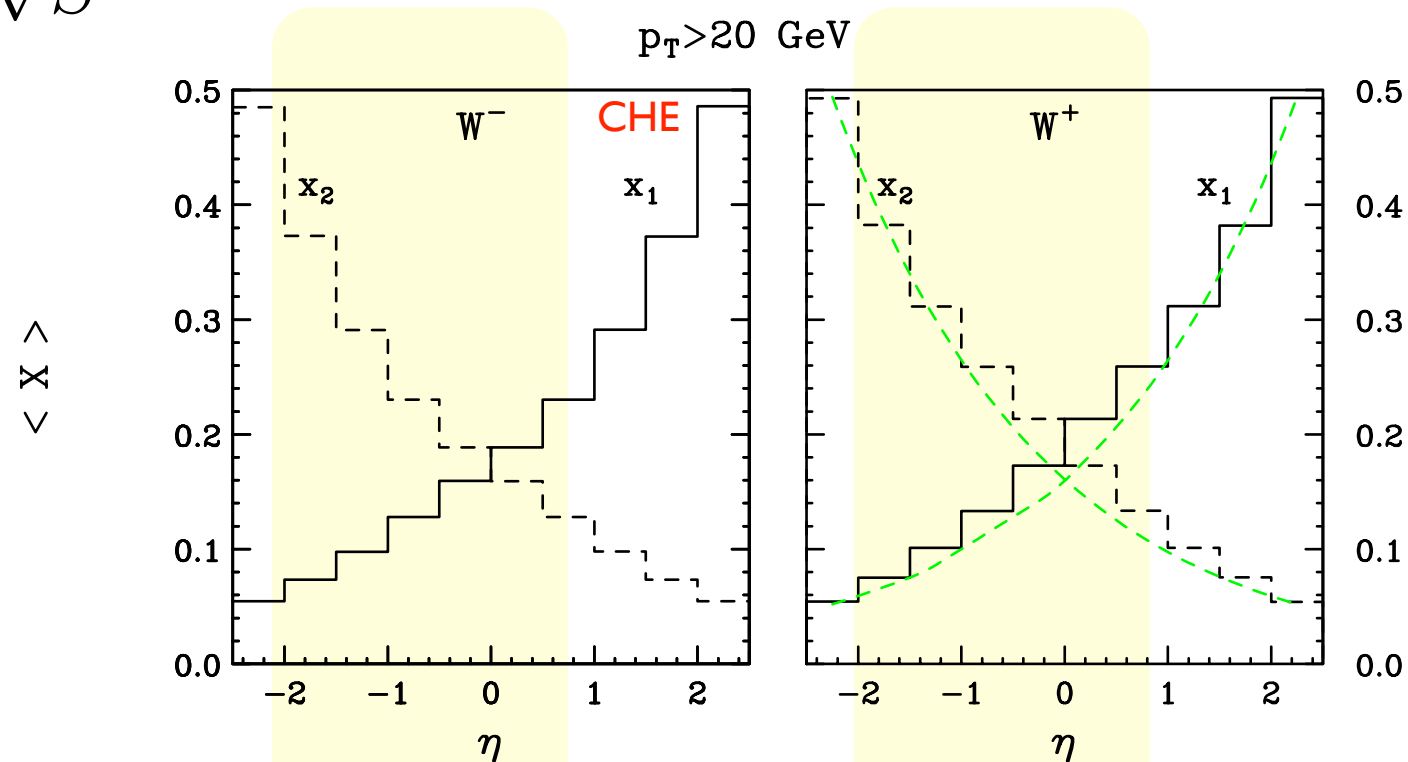 √S
p_T>20 GeV
0.5 W⁻ CHE W⁺ 0.5
x₂ x₁ x₂ x₁
0.4 0.4
0.3 0.3
< X >
0.2 0.2
0.1 0.1
0.0 0.0
−2 −1 0 1 2 −2 −1 0 1 2
η η